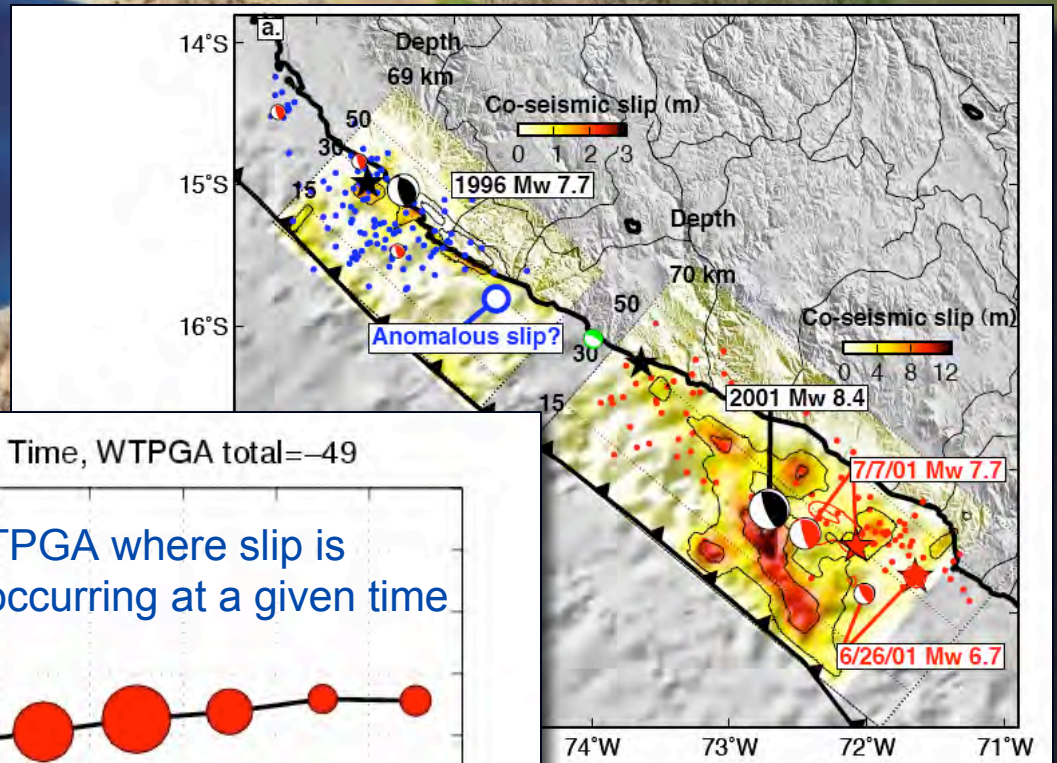 a.
14°S
Depth
69 km
Co-seismic slip (m)
50
0 1 2 3
30
15°S
15
1996 Mw 7.7
Depth
70 km
50
16°S
Anomalous slip?
Co-seismic slip (m)
30
0 4 8 12
15
2001 Mw 8.4
Time, WTPGA total=–49
7/7/01 Mw 7.7
TPGA where slip is
occurring at a given time
6/26/01 Mw 6.7
74°W 73°W 72°W 71°W